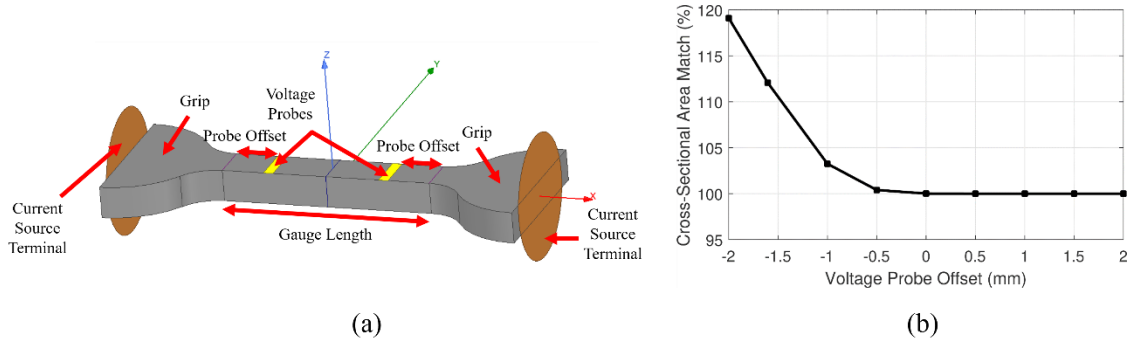 Z
Y
Voltage
Probes
Grip
Probe Offset
Probe Offset
Grip
X
Current
Source
Terminal
Gauge Length
Current
Source
Terminal
(a)
Cross-Sectional Area Match (%)
120
115
110
105
100
95
-2
-1.5
-1
-0.5
0
0.5
1
1.5
2
Voltage Probe Offset (mm)
(b)